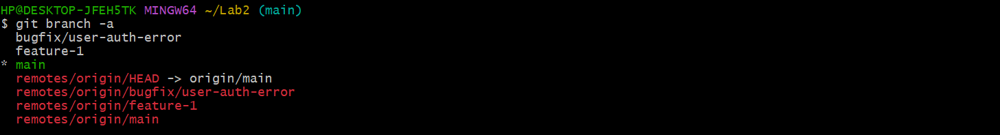 HP@DESKTOP-JFEH5TK MINGW64 ~/Lab2 (main)
$ git branch -a
  bugfix/user-auth-error
  feature-1
* main
  remotes/origin/HEAD -> origin/main
  remotes/origin/bugfix/user-auth-error
  remotes/origin/feature-1
  remotes/origin/main